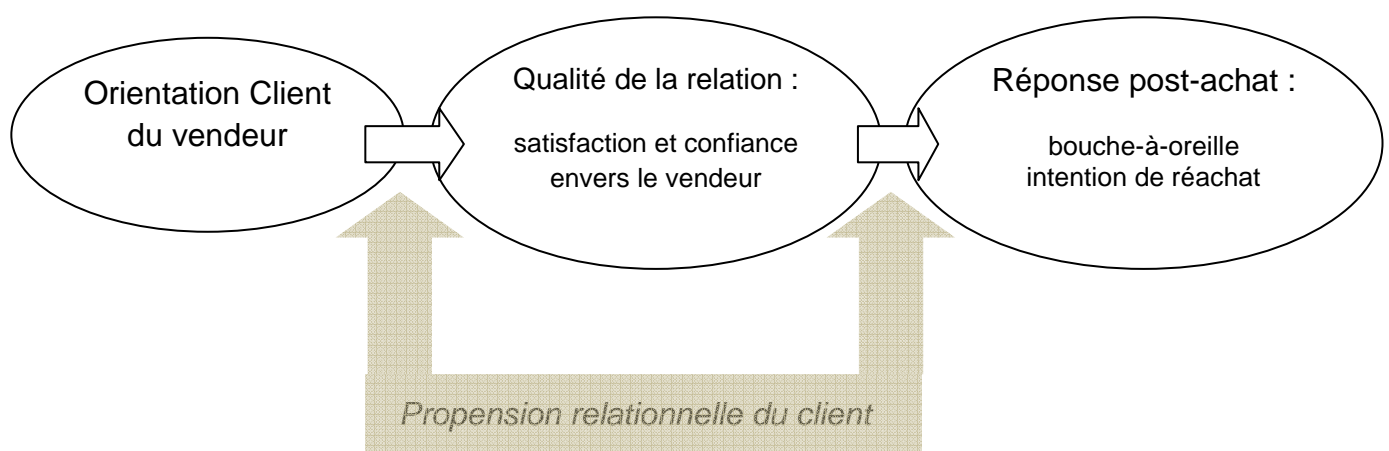 Orientation Client
du vendeur
Qualité de la relation :
satisfaction et confiance
envers le vendeur
Réponse post-achat :
bouche-à-oreille
intention de réachat
Propension relationnelle du client